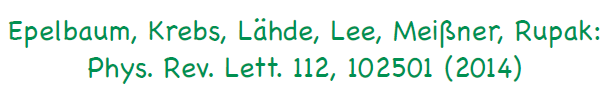 Epelbaum, Krebs, Lähde, Lee, Meißner, Rupak:
Phys. Rev. Lett. 112, 102501 (2014)